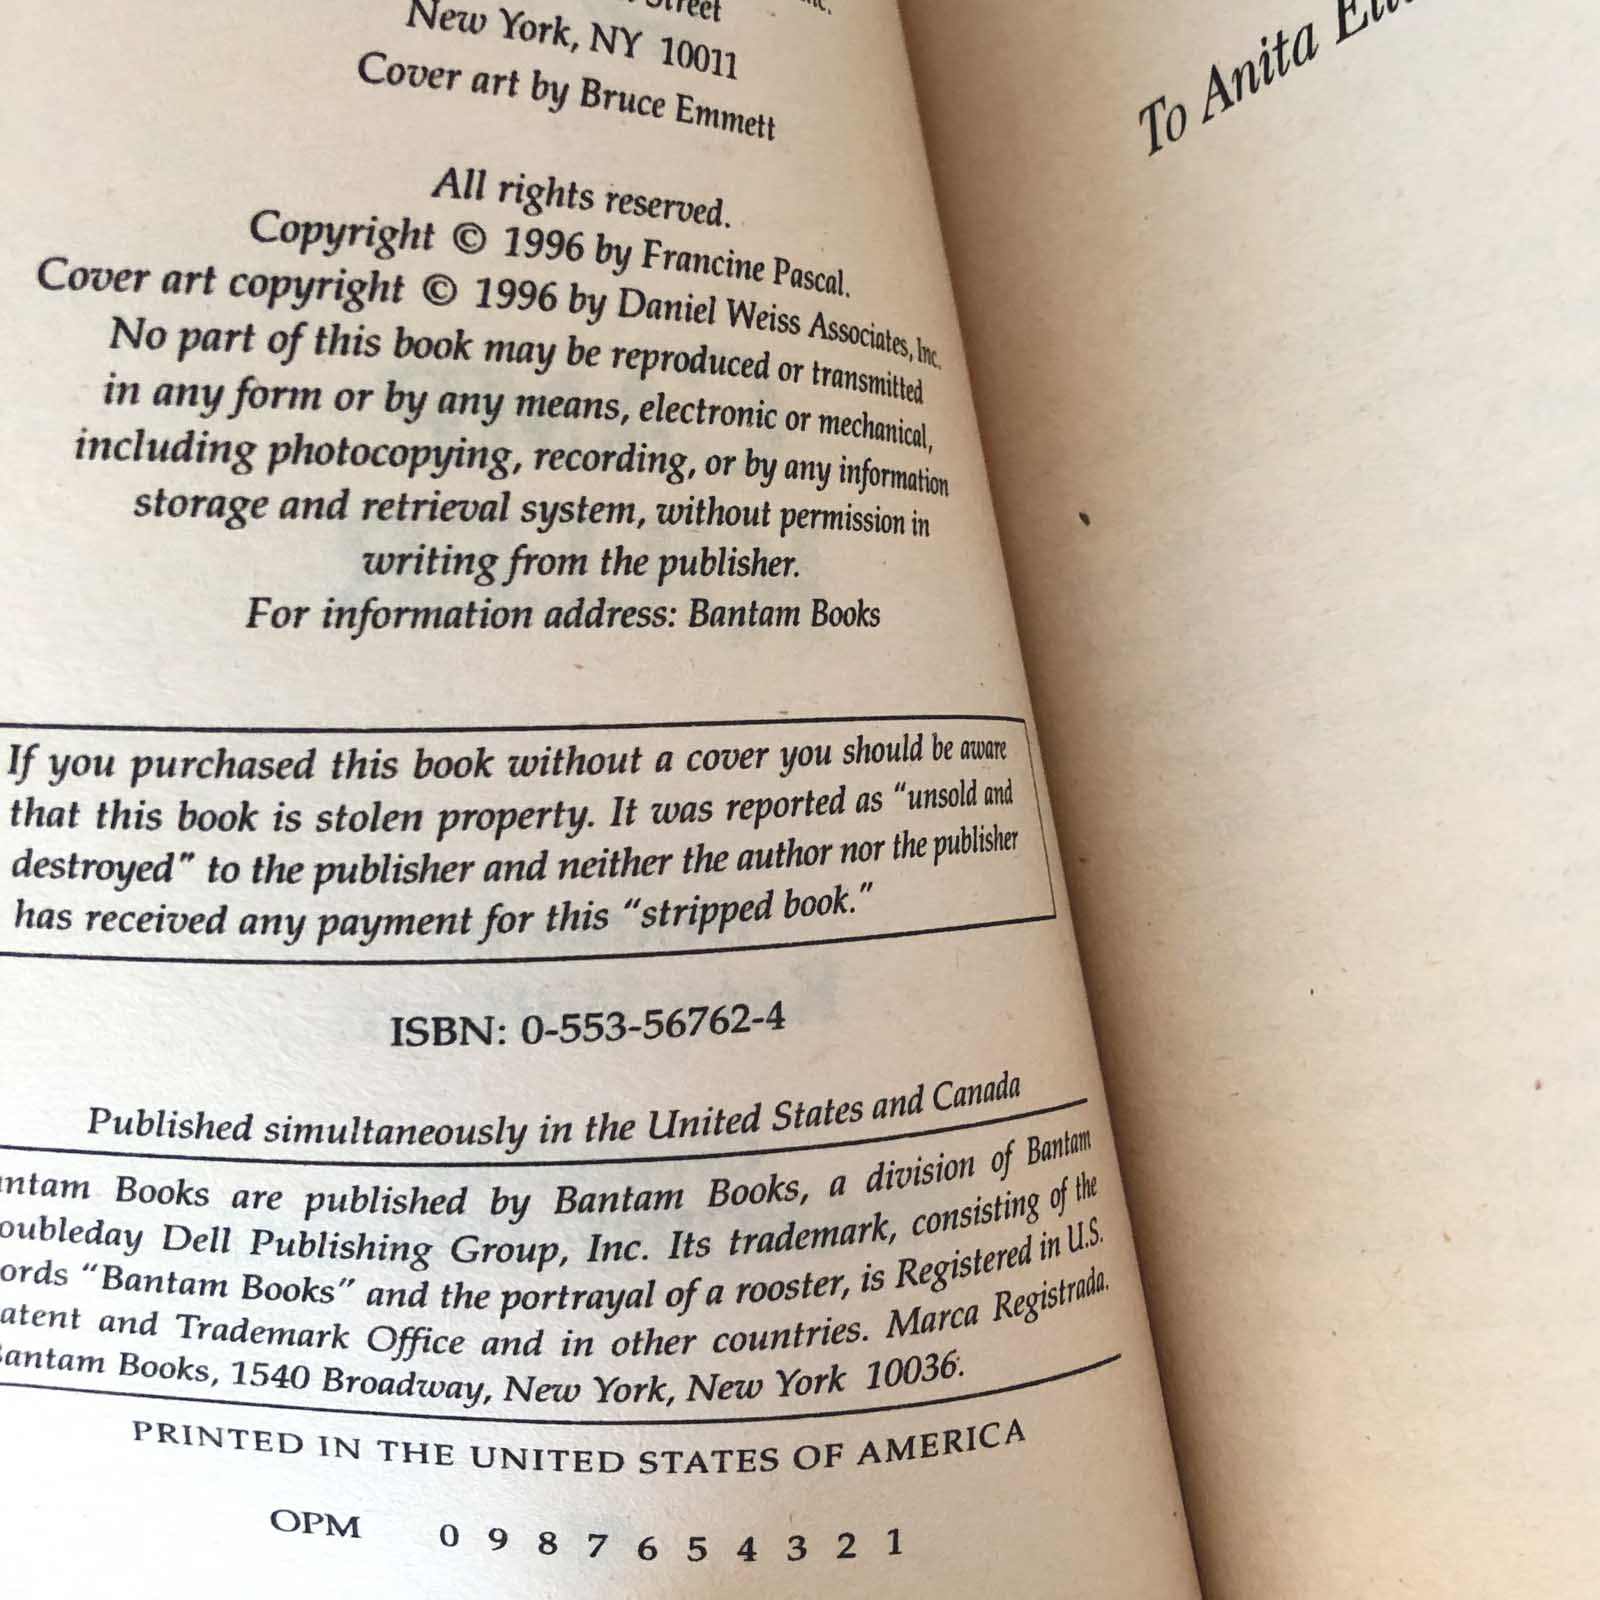 Street
New York, NY 10011
Cover art by Bruce Emmett
All rights reserved.
Copyright © 1996 by Francine Pascal.
Cover art copyright © 1996 by Daniel Weiss Associates, Inc.
No part of this book may be reproduced or transmitted
in any form or by any means, electronic or mechanical,
including photocopying, recording, or by any information
storage and retrieval system, without permission in
writing from the publisher.
For information address: Bantam Books
If you purchased this book without a cover you should be aware
that this book is stolen property. It was reported as “unsold and
destroyed” to the publisher and neither the author nor the publisher
has received any payment for this “stripped book.”
ISBN: 0-553-56762-4
Published simultaneously in the United States and Canada
Books are published by Bantam Books, a division of Bantam
Dell Publishing Group, Inc. Its trademark, consisting of the
“Bantam Books” and the portrayal of a rooster, is Registered in U.S.
and Trademark Office and in other countries. Marca Registrada.
Bantam Books, 1540 Broadway, New York, New York 10036.
PRINTED IN THE UNITED STATES OF AMERICA
OPM 0 9 8 7 6 5 4 3 2 1
To Anita